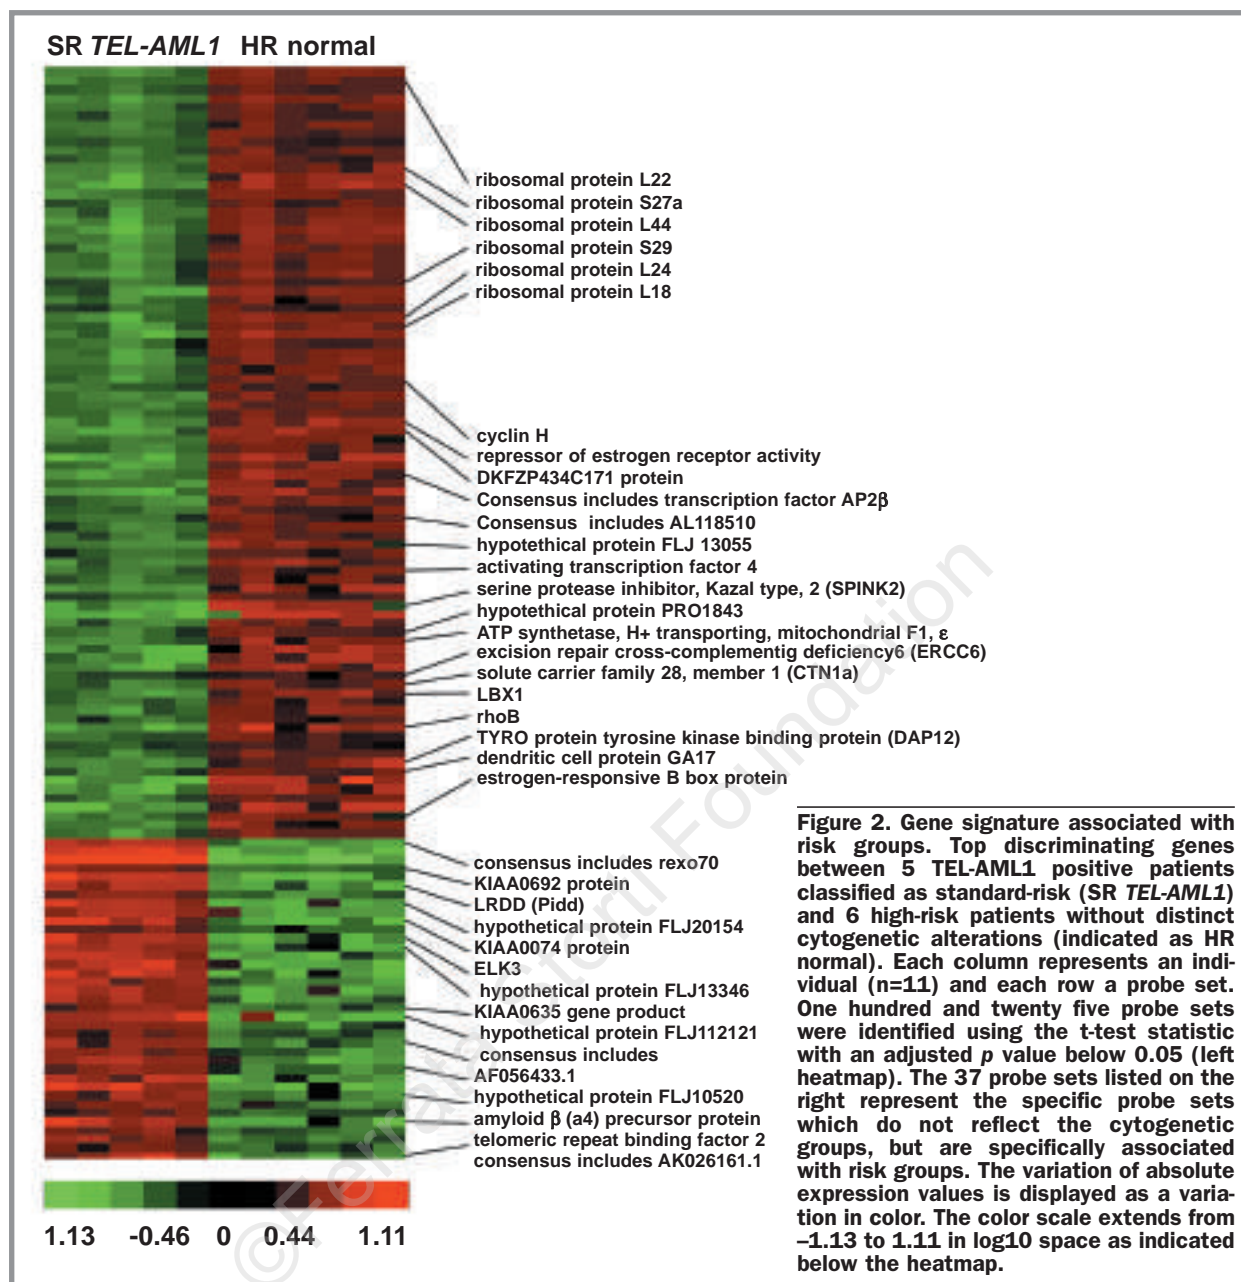 SR TEL-AML1 HR normal
ribosomal protein L22
ribosomal protein S27a
ribosomal protein L44
ribosomal protein S29
ribosomal protein L24
ribosomal protein L18
cyclin H
repressor of estrogen receptor activity
DKFZP434C171 protein
Consensus includes transcription factor AP2β
Consensus includes AL118510
hypotethical protein FLJ 13055
activating transcription factor 4
serine protease inhibitor, Kazal type, 2 (SPINK2)
hypotethical protein PRO1843
ATP synthetase, H+ transporting, mitochondrial F1, ε
excision repair cross-complementig deficiency6 (ERCC6)
solute carrier family 28, member 1 (CTN1a)
LBX1
rhoB
TYRO protein tyrosine kinase binding protein (DAP12)
dendritic cell protein GA17
estrogen-responsive B box protein
consensus includes rexo70
KIAA0692 protein
LRDD (Pidd)
hypothetical protein FLJ20154
KIAA0074 protein
ELK3
hypothetical protein FLJ13346
KIAA0635 gene product
hypothetical protein FLJ112121
consensus includes
AF056433.1
hypothetical protein FLJ10520
amyloid β (a4) precursor protein
telomeric repeat binding factor 2
consensus includes AK026161.1
1.13 -0.46 0 0.44 1.11
Figure 2. Gene signature associated with
risk groups. Top discriminating genes
between 5 TEL-AML1 positive patients
classified as standard-risk (SR TEL-AML1)
and 6 high-risk patients without distinct
cytogenetic alterations (indicated as HR
normal). Each column represents an indi-
vidual (n=11) and each row a probe set.
One hundred and twenty five probe sets
were identified using the t-test statistic
with an adjusted p value below 0.05 (left
heatmap). The 37 probe sets listed on the
right represent the specific probe sets
which do not reflect the cytogenetic
groups, but are specifically associated
with risk groups. The variation of absolute
expression values is displayed as a varia-
tion in color. The color scale extends from
–1.13 to 1.11 in log10 space as indicated
below the heatmap.
©Ferrata Storti Foundation